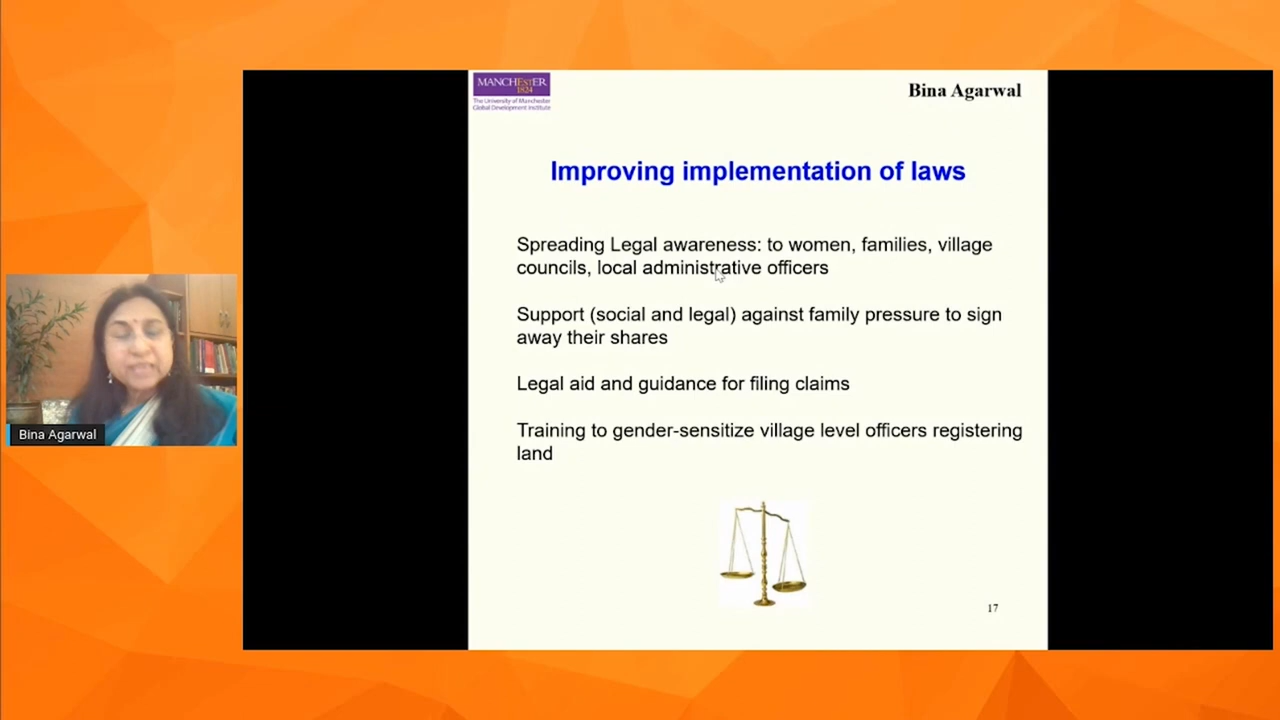 MANCHEStER
1824
The University of Manchester
Global Development Institute
Bina Agarwal
Improving implementation of laws
Spreading Legal awareness: to women, families, village
councils, local administrative officers
Support (social and legal) against family pressure to sign
away their shares
Legal aid and guidance for filing claims
Training to gender-sensitize village level officers registering
land
17
Bina Agarwal